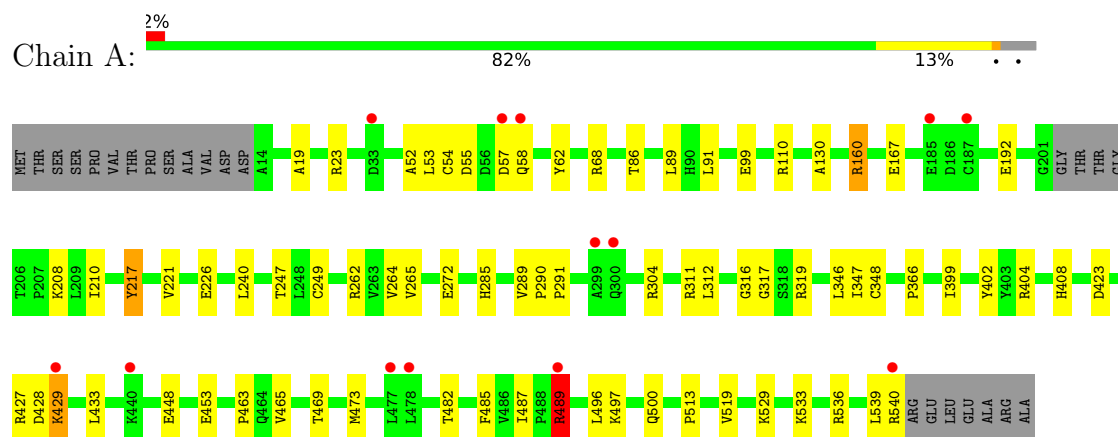 2%
Chain A:
82% 13% • •
MET THR SER SER PRO VAL THR PRO SER ALA VAL ASP ASP A14 A19 R23 D33 A52 L53 C54 D55 D56 D57 Q58 Y62 R68 T86 L89 H90 L91 E99 R110 A130 R160 E167 E185 D186 C187 E192 G201 GLY THR THR GLY
T206 P207 K208 L209 I210 Y217 V221 E226 L240 T247 L248 C249 R262 V263 V264 V265 E272 H285 V289 P290 P291 A299 Q300 R304 R311 L312 G316 G317 S318 R319 L346 I347 C348 P366 I399 Y402 Y403 R404 H408 D423
R427 D428 K429 L433 K440 E448 E453 P463 Q464 V465 T469 M473 L477 L478 T482 F485 V486 I487 P488 R489 L496 K497 Q500 P513 V519 K529 K533 R536 L539 R540 ARG GLU LEU GLU ALA ARG ALA